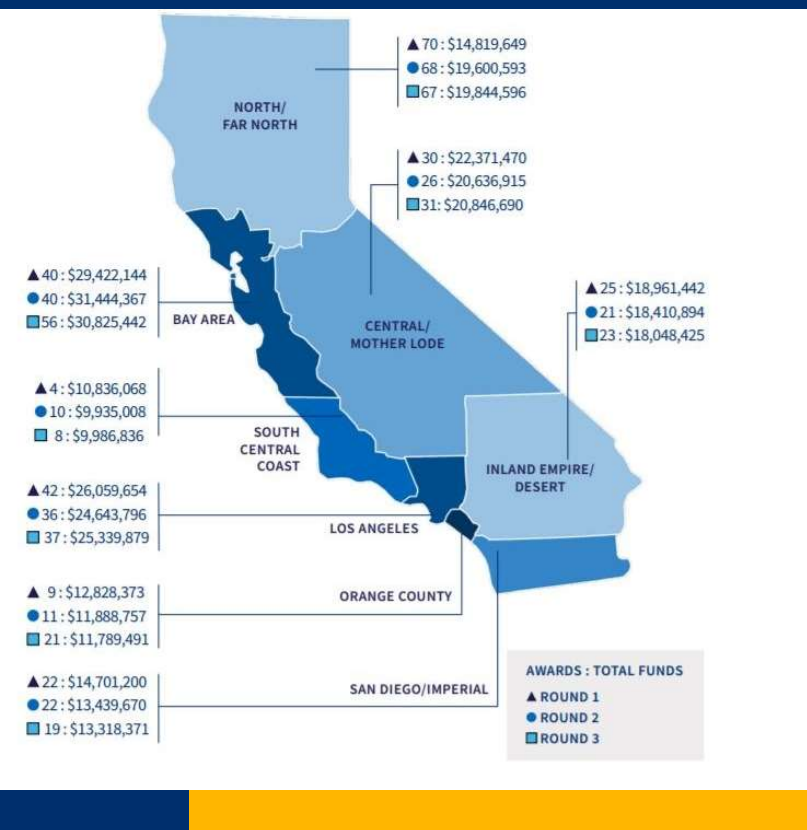 ▲70 : $14,819,649
●68 : $19,600,593
■67 : $19,844,596
NORTH/
FAR NORTH
▲30 : $22,371,470
●26 : $20,636,915
■31: $20,846,690
▲40 : $29,422,144
●40 : $31,444,367
■56 : $30,825,442
BAY AREA
CENTRAL/
MOTHER LODE
▲25 : $18,961,442
●21 : $18,410,894
■23 : $18,048,425
▲4 : $10,836,068
●10 : $9,935,008
■ 8 : $9,986,836
SOUTH
CENTRAL
COAST
INLAND EMPIRE/
DESERT
▲42 : $26,059,654
●36 : $24,643,796
■ 37 : $25,339,879
LOS ANGELES
▲ 9 : $12,828,373
●11 : $11,888,757
■ 21 : $11,789,491
ORANGE COUNTY
▲22 : $14,701,200
●22 : $13,439,670
■ 19 : $13,318,371
SAN DIEGO/IMPERIAL
AWARDS : TOTAL FUNDS
▲ ROUND 1
● ROUND 2
■ ROUND 3